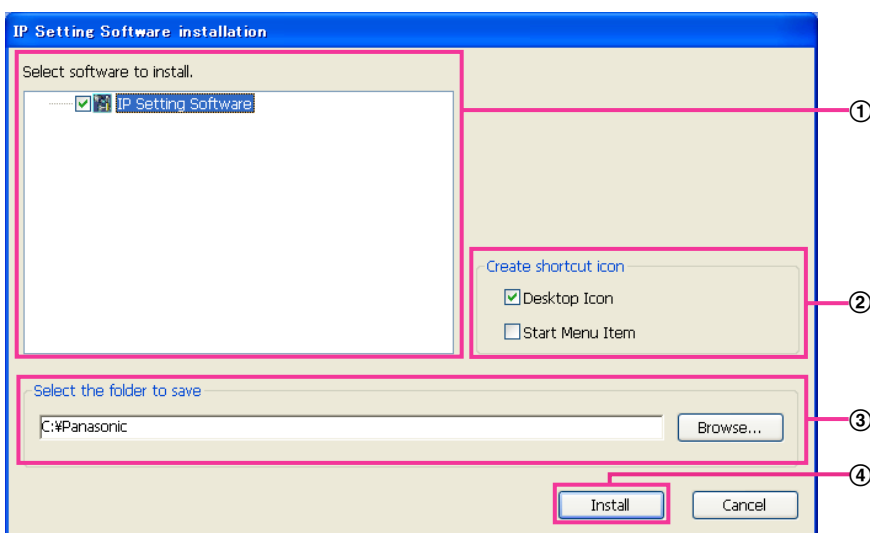 IP Setting Software installation
Select software to install.
IP Setting Software
①
Create shortcut icon
Desktop Icon
②
Start Menu Item
Select the folder to save
C:¥Panasonic
Browse...
③
④
Install
Cancel